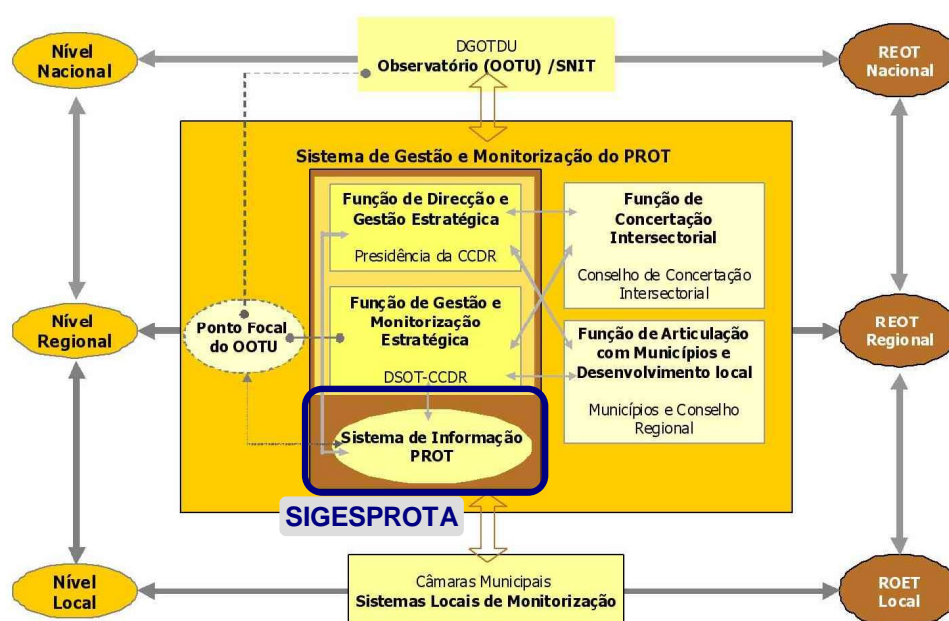 Nível
Nacional
DGOTDU
Observatório (OOTU) /SNIT
REOT
Nacional
Sistema de Gestão e Monitorização do PROT
Função de Direcção e
Gestão Estratégica
Presidência da CCDR
Função de
Concertação
Intersectorial
Conselho de Concertação
Intersectorial
Nível
Regional
Ponto Focal
do OOTU
Função de Gestão e
Monitorização
Estratégica
DSOT-CCDR
Função de Articulação
com Municípios e
Desenvolvimento local
Municípios e Conselho
Regional
REOT
Regional
Sistema de Informação
PROT
SIGESPROTA
Nível
Local
Câmaras Municipais
Sistemas Locais de Monitorização
ROET
Local